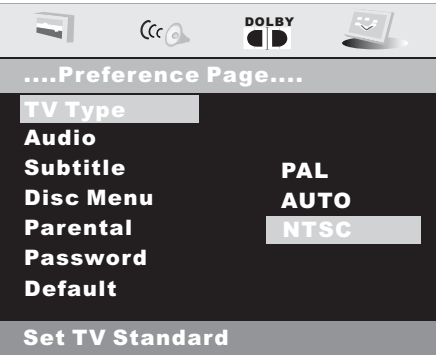 DOLBY
....Preference Page....
TV Type
Audio
Subtitle
PAL
Disc Menu
AUTO
Parental
NTSC
Password
Default
Set TV Standard